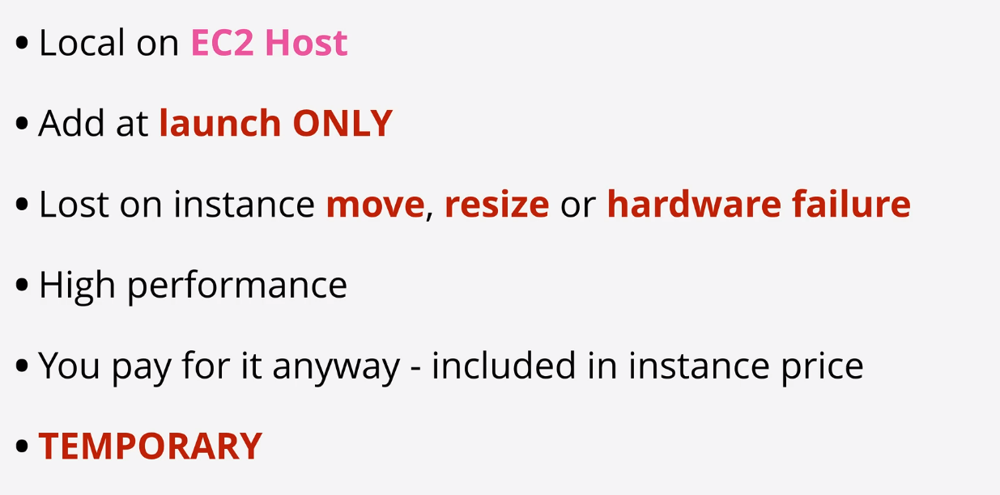 • Local on EC2 Host
• Add at launch ONLY
• Lost on instance move, resize or hardware failure
• High performance
• You pay for it anyway - included in instance price
• TEMPORARY